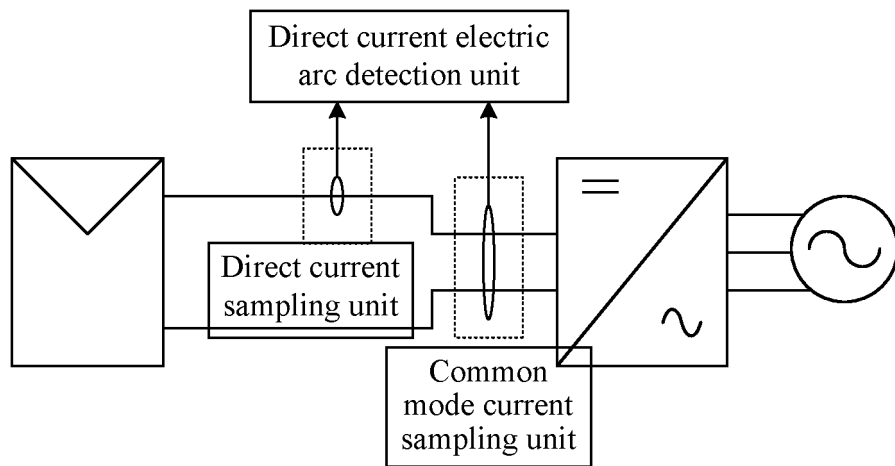 Direct current electric
arc detection unit
Direct current
sampling unit
Common
mode current
sampling unit